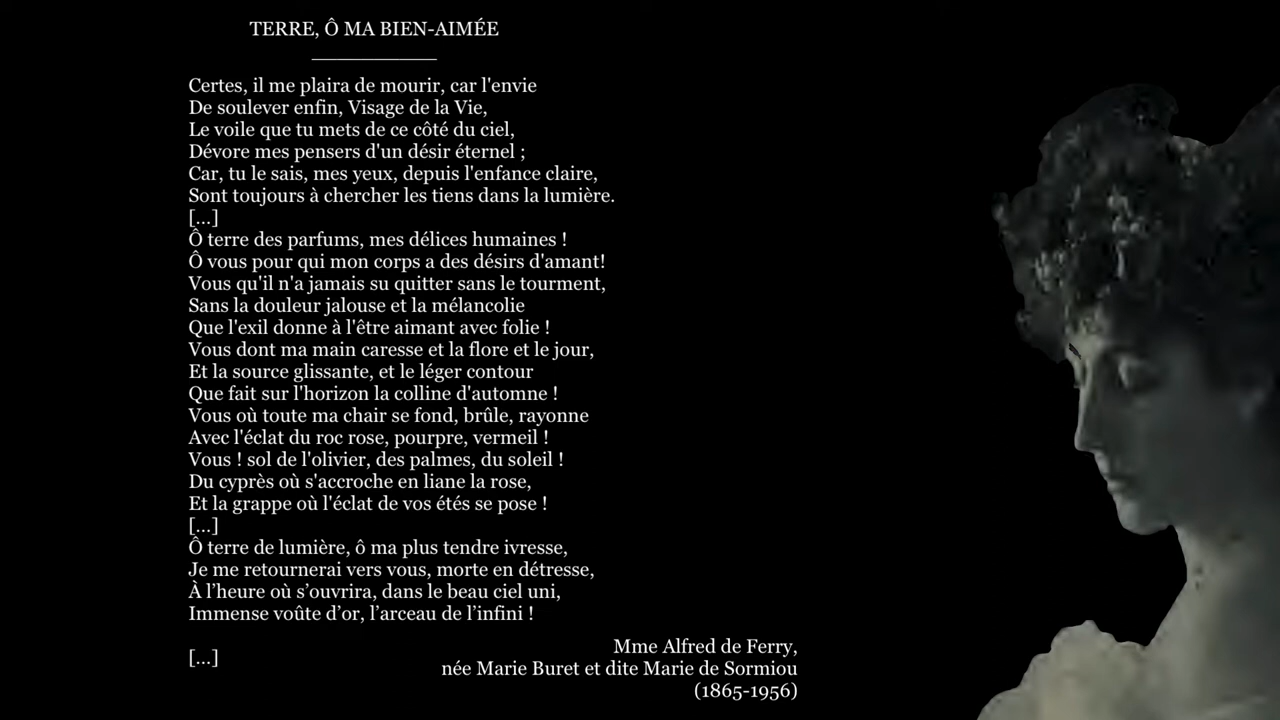 TERRE, Ô MA BIEN-AIMÉE
Certes, il me plaira de mourir, car l'envie
De soulever enfin, Visage de la Vie,
Le voile que tu mets de ce côté du ciel,
Dévore mes pensers d'un désir éternel ;
Car, tu le sais, mes yeux, depuis l'enfance claire,
Sont toujours à chercher les tiens dans la lumière.
[...]
Ô terre des parfums, mes délices humaines !
Ô vous pour qui mon corps a des désirs d'amant!
Vous qu'il n'a jamais su quitter sans le tourment,
Sans la douleur jalouse et la mélancolie
Que l'exil donne à l'être aimant avec folie !
Vous dont ma main caresse et la flore et le jour,
Et la source glissante, et le léger contour
Que fait sur l'horizon la colline d'automne !
Vous où toute ma chair se fond, brûle, rayonne
Avec l'éclat du roc rose, pourpre, vermeil !
Vous ! sol de l'olivier, des palmes, du soleil !
Du cyprès où s'accroche en liane la rose,
Et la grappe où l'éclat de vos étés se pose !
[...]
Ô terre de lumière, ô ma plus tendre ivresse,
Je me retournerai vers vous, morte en détresse,
À l’heure où s’ouvrira, dans le beau ciel uni,
Immense voûte d’or, l’arceau de l’infini !
[...]
Mme Alfred de Ferry,
née Marie Buret et dite Marie de Sormiou
(1865-1956)